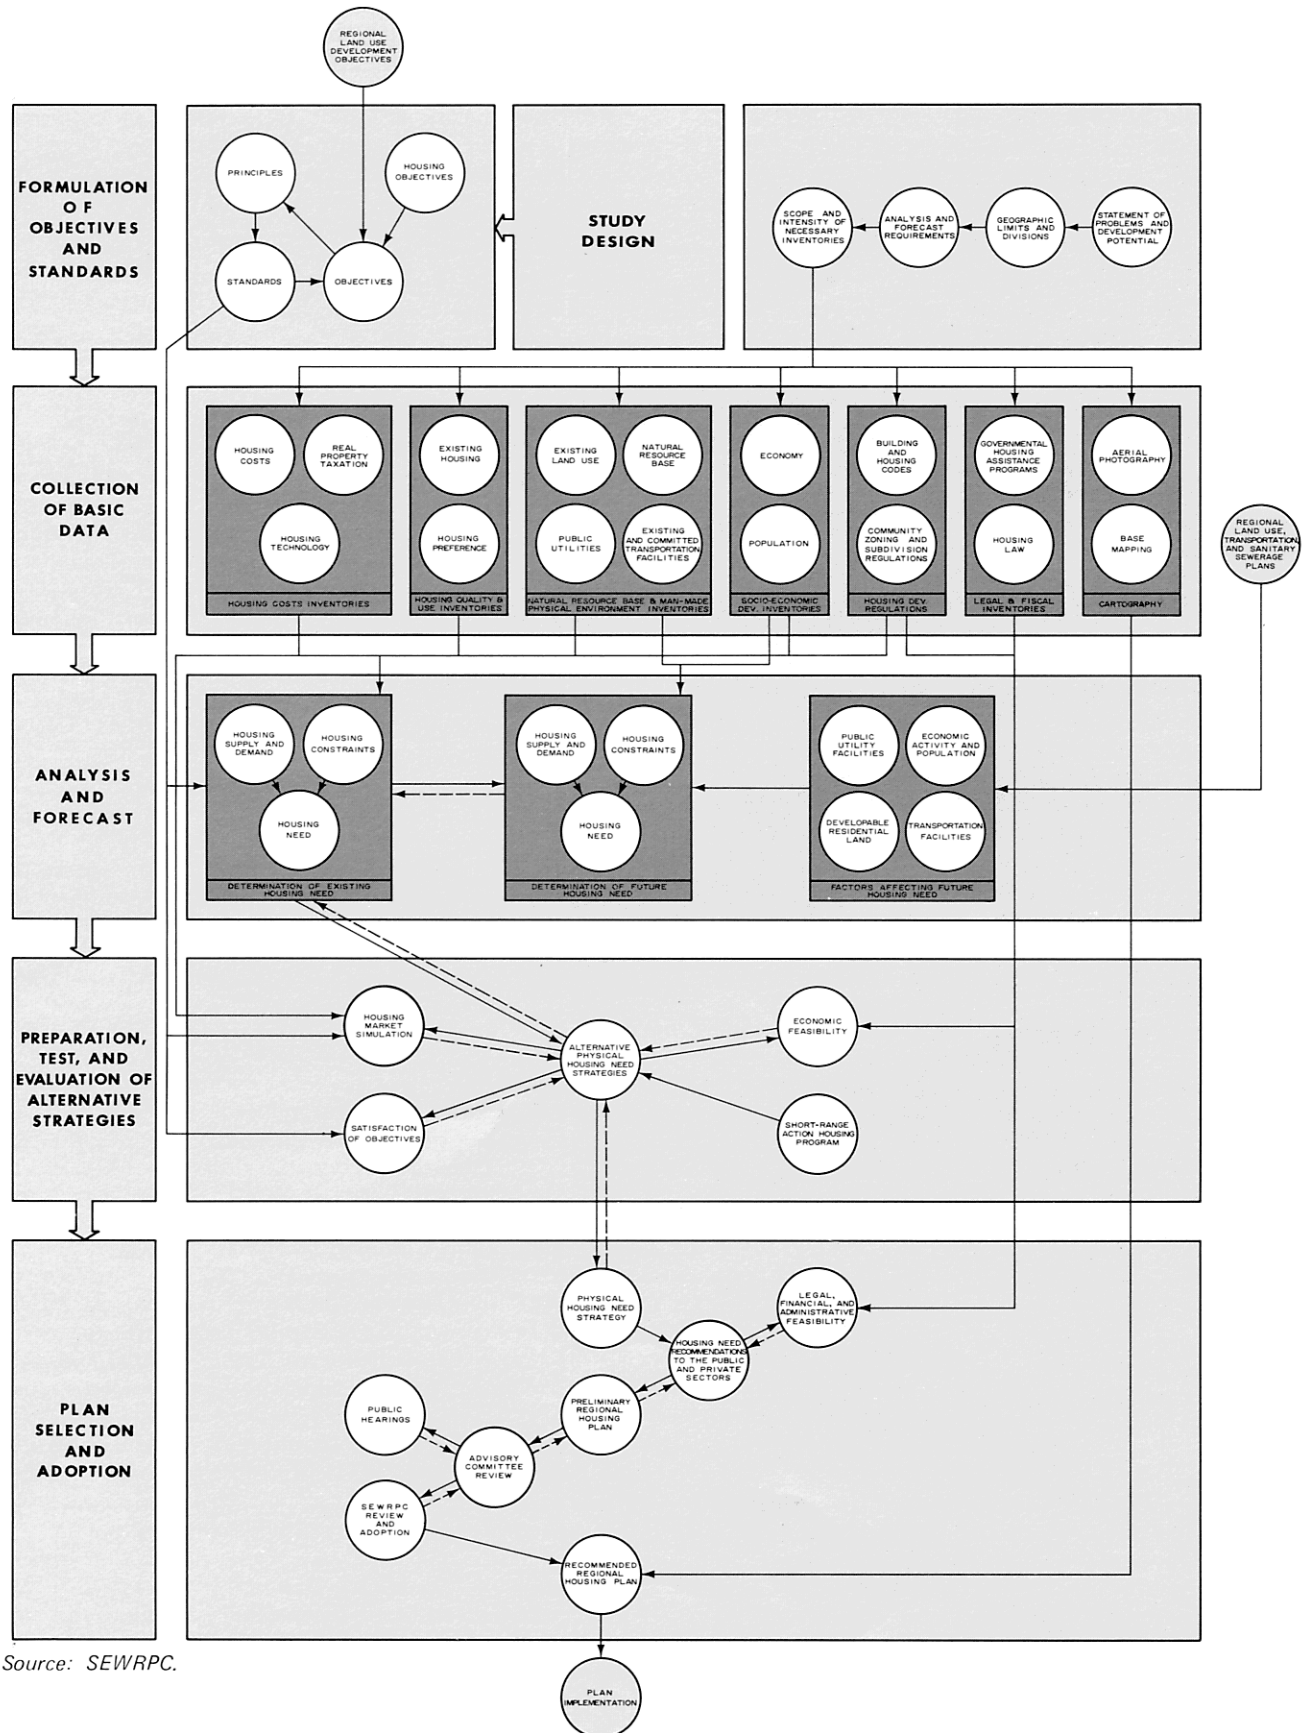 REGIONAL
LAND USE
DEVELOPMENT
OBJECTIVES
FORMULATION
OF
OBJECTIVES
AND
STANDARDS
PRINCIPLES
HOUSING
OBJECTIVES
STANDARDS
OBJECTIVES
STUDY
DESIGN
SCOPE AND
INTENSITY OF
NECESSARY
INVENTORIES
ANALYSIS AND
FORECAST
REQUIREMENTS
GEOGRAPHIC
LIMITS AND
DIVISIONS
STATEMENT OF
PROBLEMS AND
DEVELOPMENT
POTENTIAL
COLLECTION
OF BASIC
DATA
HOUSING
COSTS
REAL
PROPERTY
TAXATION
HOUSING
TECHNOLOGY
HOUSING COSTS INVENTORIES
EXISTING
HOUSING
HOUSING
PREFERENCE
HOUSING QUALITY &
USE INVENTORIES
EXISTING
LAND USE
NATURAL
RESOURCE
BASE
PUBLIC
UTILITIES
EXISTING
AND COMMITTED
TRANSPORTATION
FACILITIES
NATURAL RESOURCE BASE & MAN-MADE
PHYSICAL ENVIRONMENT INVENTORIES
ECONOMY
POPULATION
SOCIO-ECONOMIC
DEV. INVENTORIES
BUILDING
AND
HOUSING
CODES
COMMUNITY
ZONING AND
SUBDIVISION
REGULATIONS
HOUSING DEV.
REGULATIONS
GOVERNMENTAL
HOUSING
ASSISTANCE
PROGRAMS
HOUSING
LAW
LEGAL & FISCAL
INVENTORIES
AERIAL
PHOTOGRAPHY
BASE
MAPPING
CARTOGRAPHY
REGIONAL
LAND USE,
TRANSPORTATION,
AND SANITARY
SEWERAGE
PLANS
ANALYSIS
AND
FORECAST
HOUSING
SUPPLY AND
DEMAND
HOUSING
CONSTRAINTS
HOUSING
NEED
DETERMINATION OF EXISTING
HOUSING NEED
HOUSING
SUPPLY AND
DEMAND
HOUSING
CONSTRAINTS
HOUSING
NEED
DETERMINATION OF FUTURE
HOUSING NEED
PUBLIC
UTILITY
FACILITIES
ECONOMIC
ACTIVITY AND
POPULATION
DEVELOPABLE
RESIDENTIAL
LAND
TRANSPORTATION
FACILITIES
FACTORS AFFECTING FUTURE
HOUSING NEED
PREPARATION,
TEST, AND
EVALUATION OF
ALTERNATIVE
STRATEGIES
HOUSING
MARKET
SIMULATION
SATISFACTION
OF OBJECTIVES
ALTERNATIVE
PHYSICAL
HOUSING NEED
STRATEGIES
ECONOMIC
FEASIBILITY
SHORT-RANGE
ACTION HOUSING
PROGRAM
PLAN
SELECTION
AND
ADOPTION
PHYSICAL
HOUSING NEED
STRATEGY
LEGAL,
FINANCIAL, AND
ADMINISTRATIVE
FEASIBILITY
HOUSING NEED
RECOMMENDATIONS
TO THE PUBLIC
AND PRIVATE
SECTORS
PRELIMINARY
REGIONAL
HOUSING
PLAN
PUBLIC
HEARINGS
ADVISORY
COMMITTEE
REVIEW
SEWRPC
REVIEW
AND
ADOPTION
RECOMMENDED
REGIONAL
HOUSING PLAN
Source: SEWRPC.
PLAN
IMPLEMENTATION